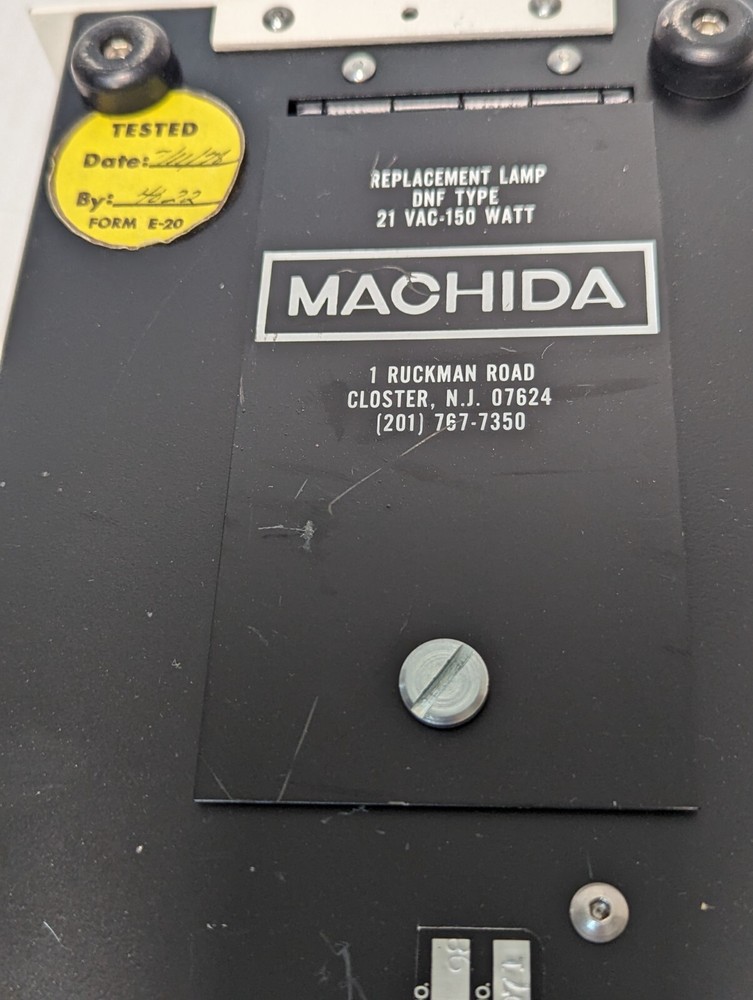 TESTED
Date:
By:
FORM E-20
REPLACEMENT LAMP
DNF TYPE
21 VAC-150 WATT
MACHIDA
1 RUCKMAN ROAD
CLOSTER, N.J. 07624
(201) 767-7350